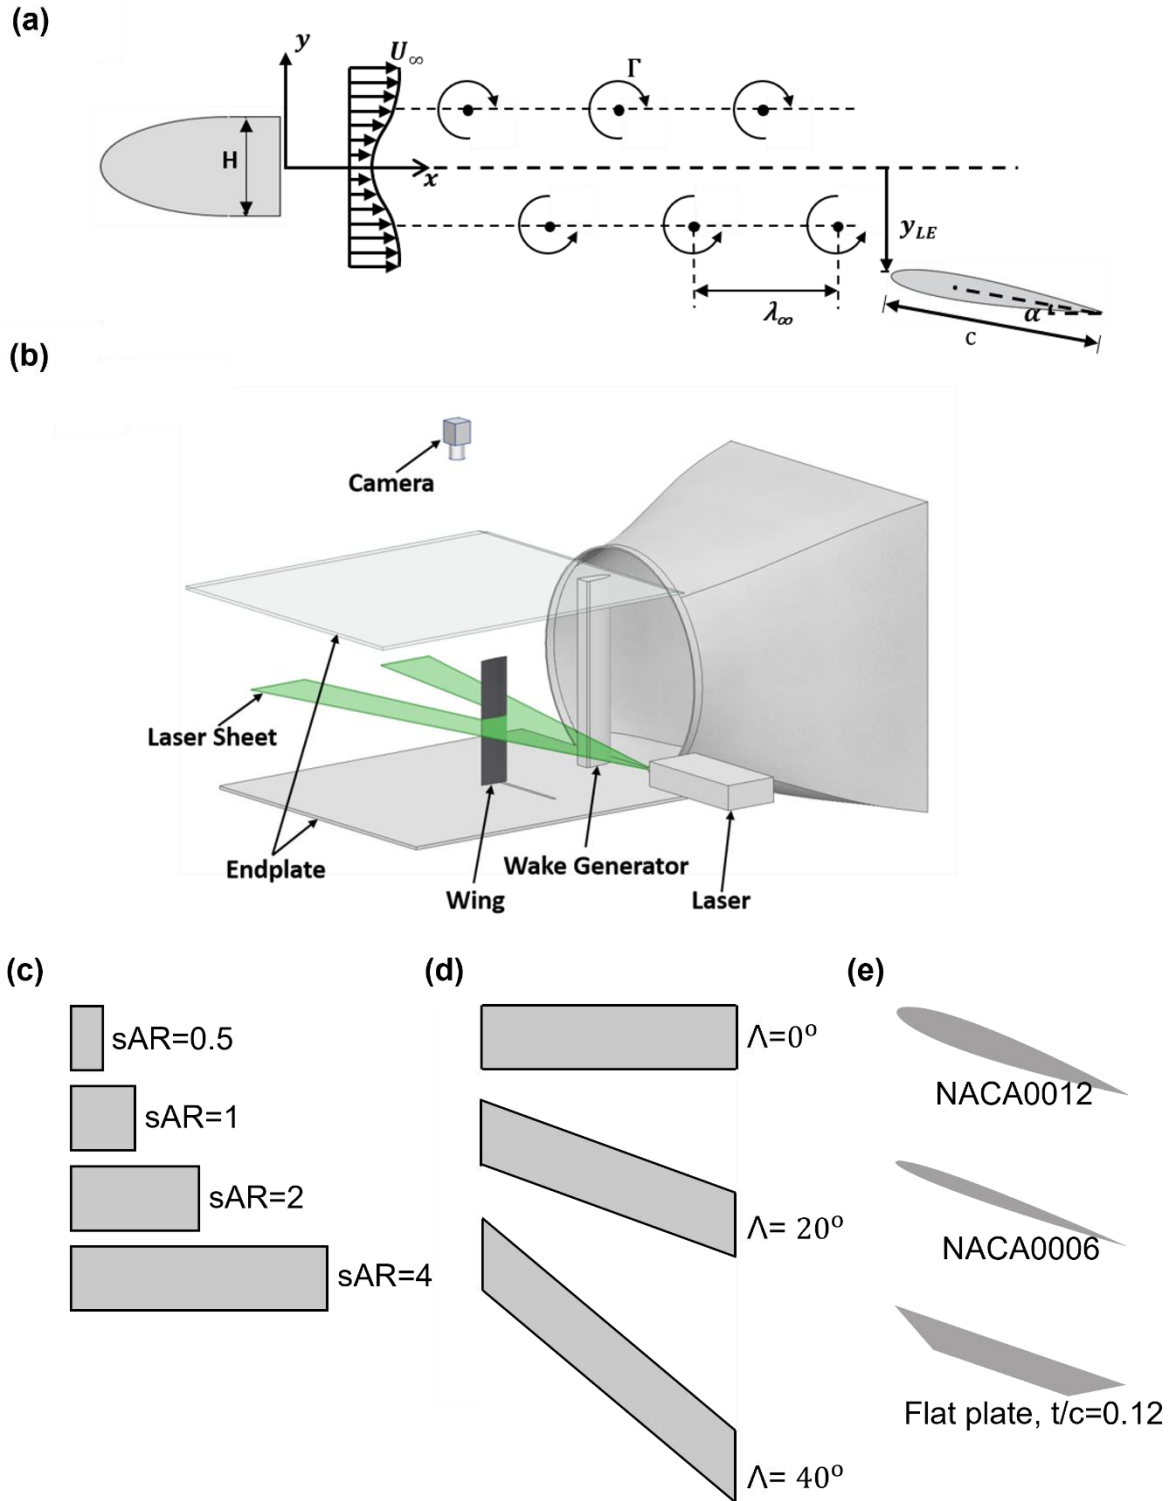 (a)
y
U∞
Γ
H
x
yLE
λ∞
α
c
(b)
Camera
Laser Sheet
Endplate
Wake Generator
Wing
Laser
(c)
(d)
(e)
sAR=0.5
Λ=0°
sAR=1
NACA0012
sAR=2
Λ= 20°
NACA0006
sAR=4
Flat plate, t/c=0.12
Λ= 40°